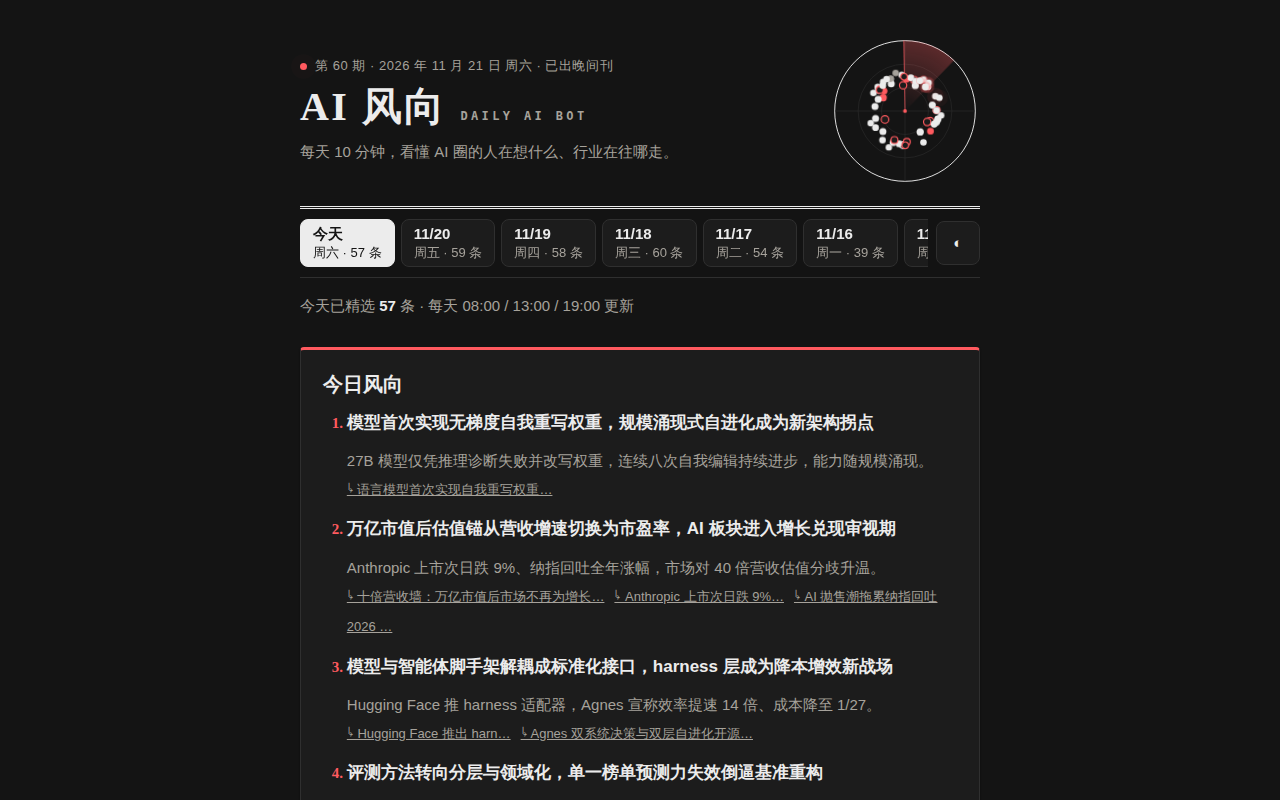 第 60 期 · 2026 年 11 月 21 日 周六 · 已出晚间刊
AI 风向 DAILY AI BOT
每天 10 分钟，看懂 AI 圈的人在想什么、行业在往哪走。
今天 11/20 11/19 11/18 11/17 11/16 11
周六 · 57 条 周五 · 59 条 周四 · 58 条 周三 · 60 条 周二 · 54 条 周一 · 39 条 周
今天已精选 57 条 · 每天 08:00 / 13:00 / 19:00 更新
今日风向
1. 模型首次实现无梯度自我重写权重，规模涌现式自进化成为新架构拐点
27B 模型仅凭推理诊断失败并改写权重，连续八次自我编辑持续进步，能力随规模涌现。
↳ 语言模型首次实现自我重写权重…
2. 万亿市值后估值锚从营收增速切换为市盈率，AI 板块进入增长兑现审视期
Anthropic 上市次日跌 9%、纳指回吐全年涨幅，市场对 40 倍营收估值分歧升温。
↳ 十倍营收墙：万亿市值后市场不再为增长… ↳ Anthropic 上市次日跌 9%… ↳ AI 抛售潮拖累纳指回吐
2026 …
3. 模型与智能体脚手架解耦成标准化接口，harness 层成为降本增效新战场
Hugging Face 推 harness 适配器，Agnes 宣称效率提速 14 倍、成本降至 1/27。
↳ Hugging Face 推出 harn… ↳ Agnes 双系统决策与双层自进化开源…
4. 评测方法转向分层与领域化，单一榜单预测力失效倒逼基准重构